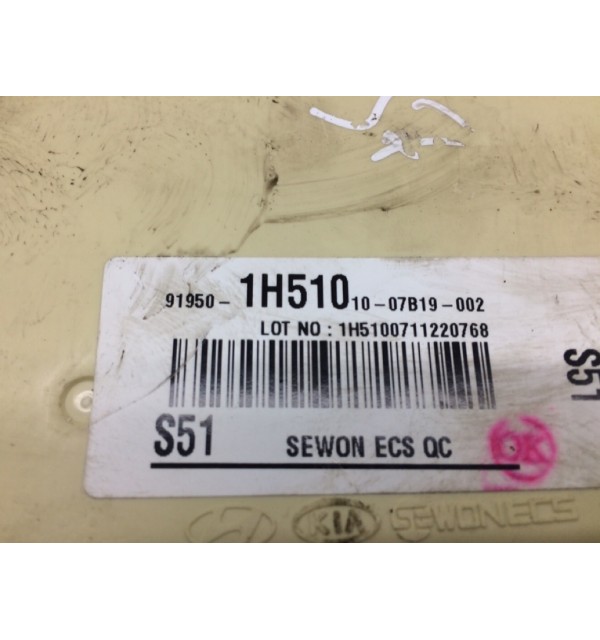 91950-1H510 10-07B19-002
LOT NO : 1H5100711220768
S51
S51 SEWON ECS QC
OK
KIA SEWONECS